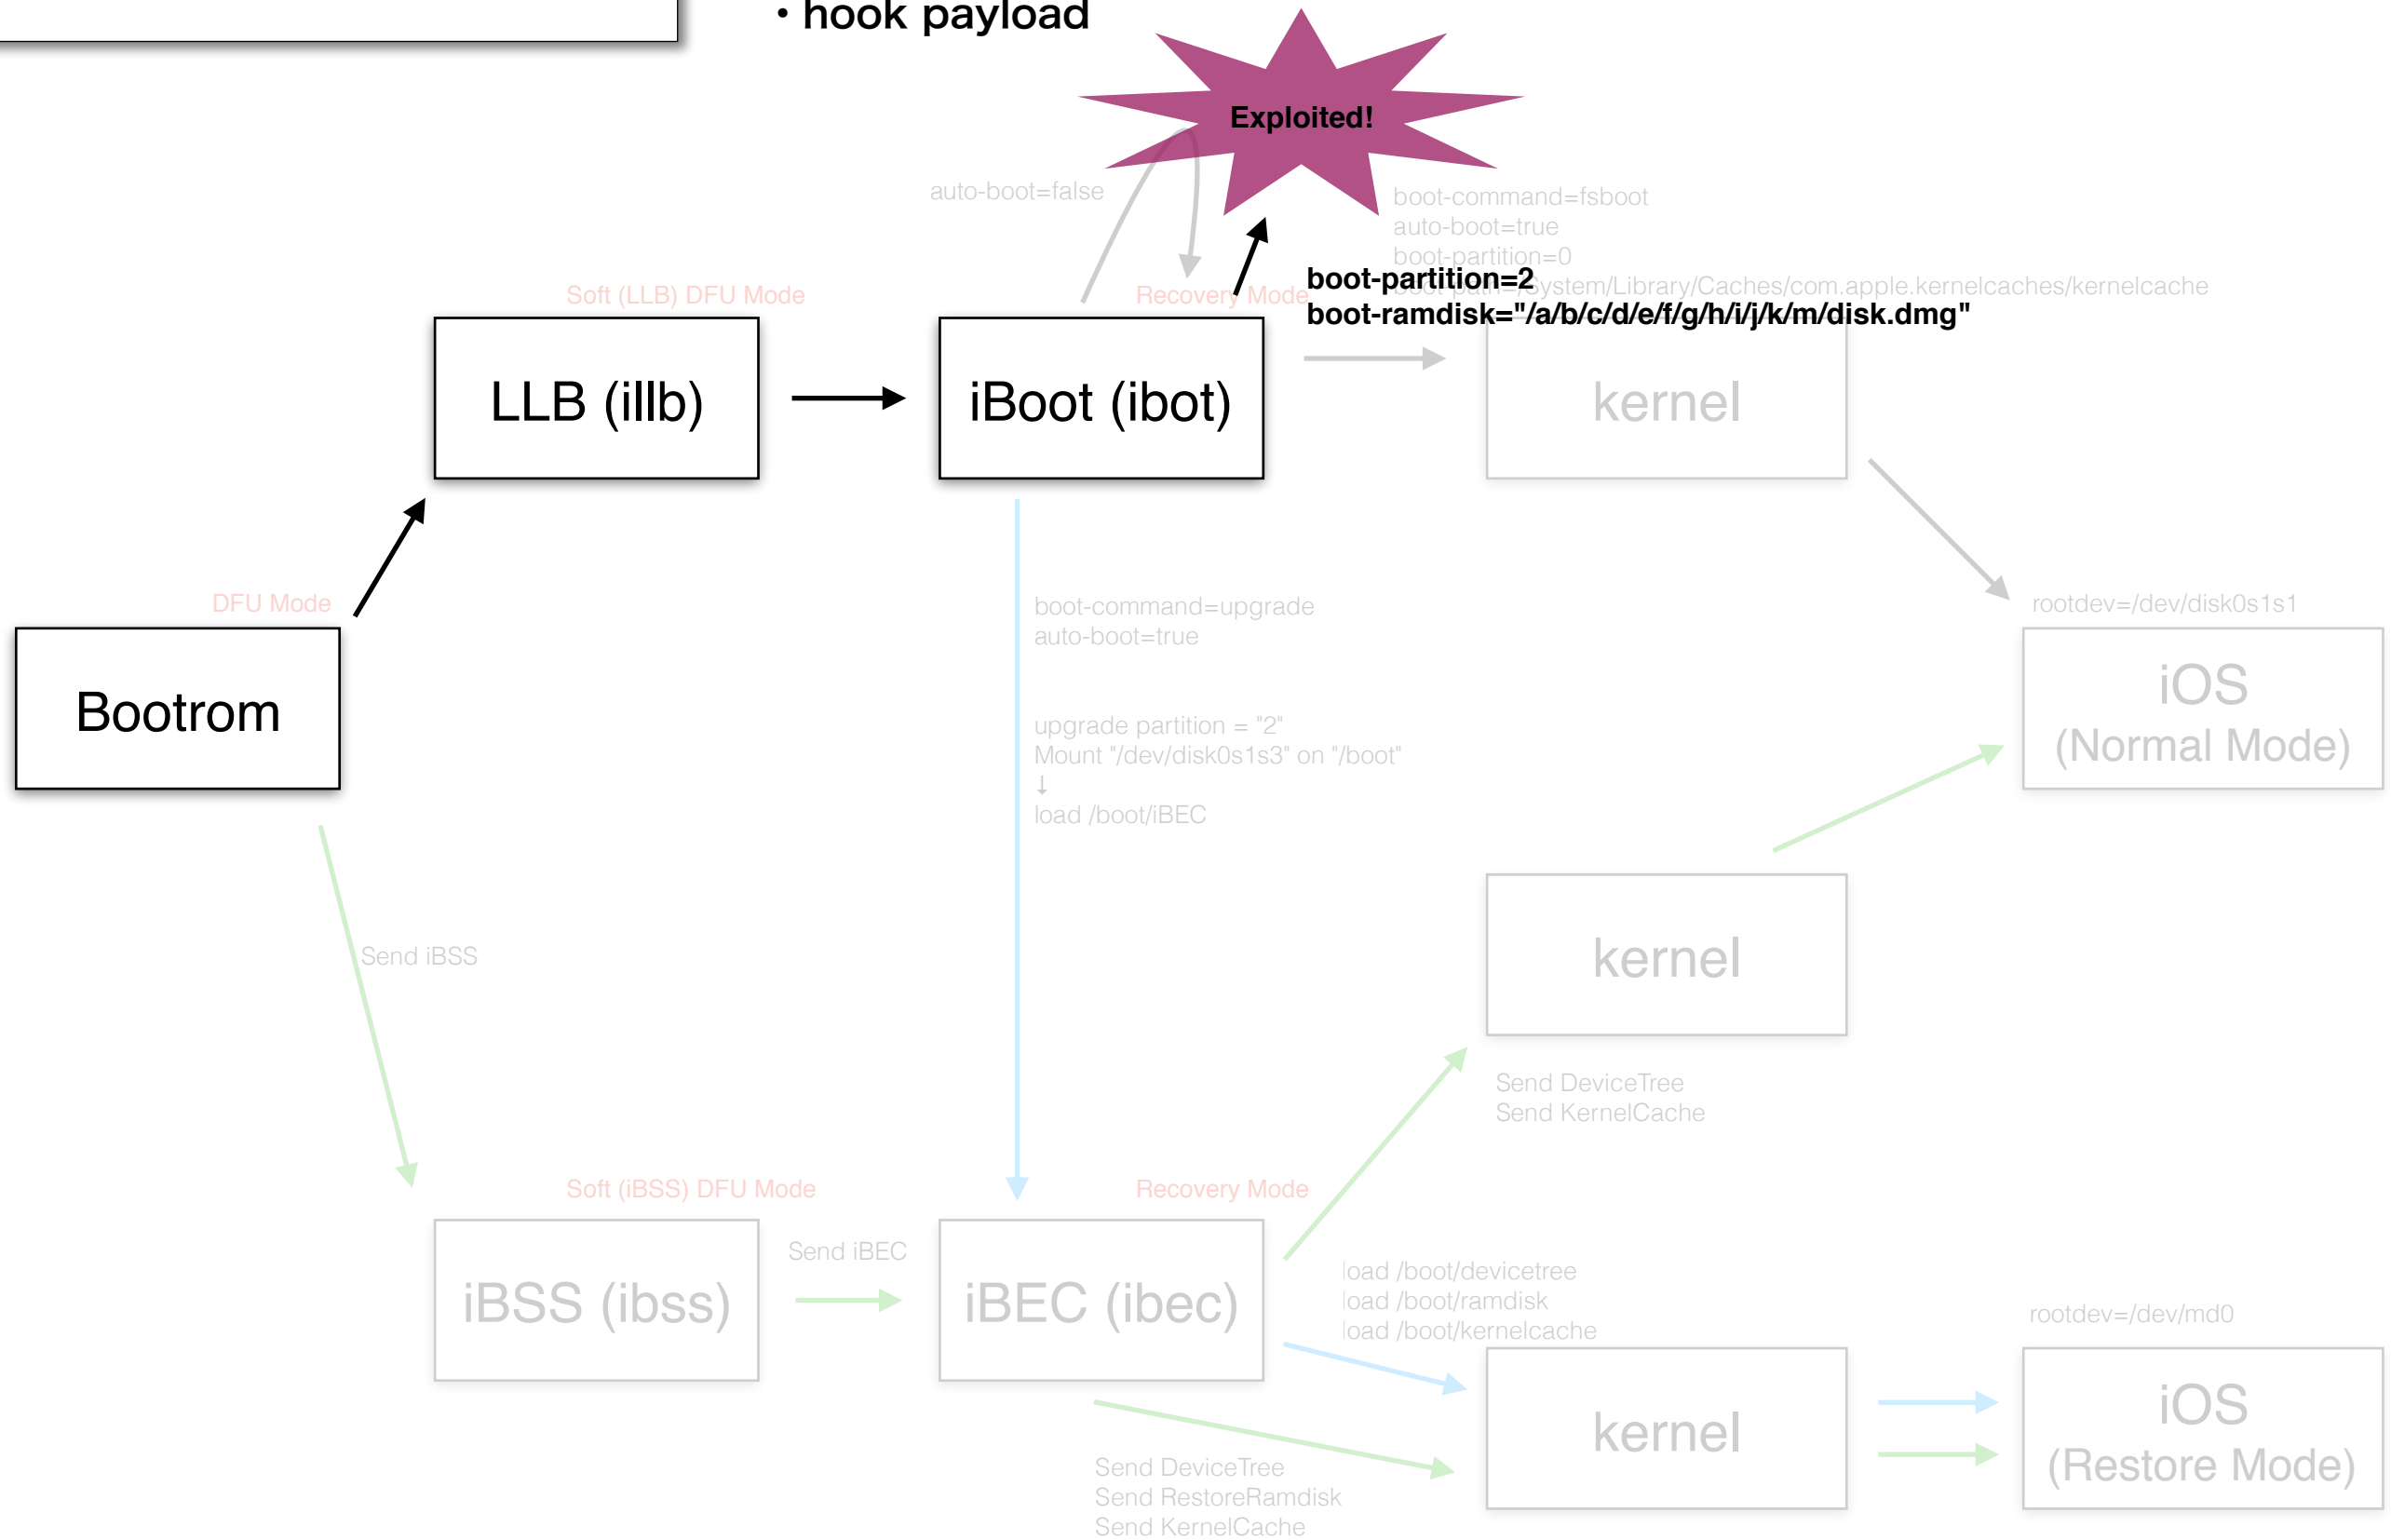 • hook payload
Exploited!
auto-boot=false
boot-command=fsboot
auto-boot=true
boot-partition=0
boot-path=/System/Library/Caches/com.apple.kernelcaches/kernelcache
boot-partition=2
boot-ramdisk="/a/b/c/d/e/f/g/h/i/j/k/m/disk.dmg"
Soft (LLB) DFU Mode
Recovery Mode
LLB (illb)
iBoot (ibot)
kernel
DFU Mode
Bootrom
boot-command=upgrade
auto-boot=true
upgrade partition = "2"
Mount "/dev/disk0s1s3" on "/boot"
↓
load /boot/iBEC
rootdev=/dev/disk0s1s1
iOS
(Normal Mode)
Send iBSS
kernel
Send DeviceTree
Send KernelCache
Soft (iBSS) DFU Mode
Recovery Mode
iBSS (ibss)
Send iBEC
iBEC (ibec)
load /boot/devicetree
load /boot/ramdisk
load /boot/kernelcache
rootdev=/dev/md0
kernel
iOS
(Restore Mode)
Send DeviceTree
Send RestoreRamdisk
Send KernelCache